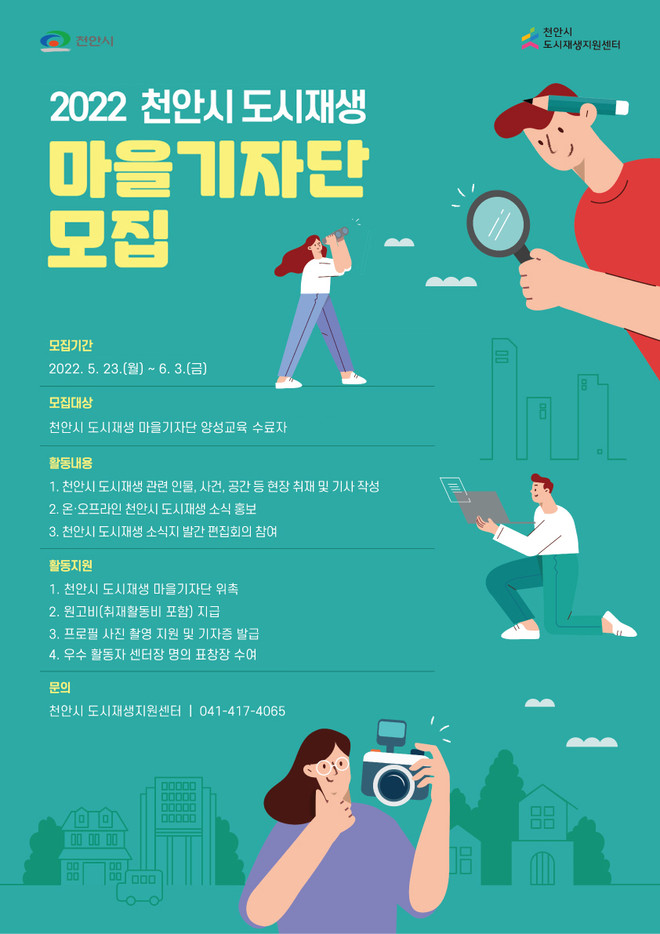 천안시
천안시
도시재생지원센터
2022 천안시 도시재생
마을기자단
모집
모집기간
2022. 5. 23.(월) ~ 6. 3.(금)
모집대상
천안시 도시재생 마을기자단 양성교육 수료자
활동내용
1. 천안시 도시재생 관련 인물, 사건, 공간 등 현장 취재 및 기사 작성
2. 온·오프라인 천안시 도시재생 소식 홍보
3. 천안시 도시재생 소식지 발간 편집회의 참여
활동지원
1. 천안시 도시재생 마을기자단 위촉
2. 원고비(취재활동비 포함) 지급
3. 프로필 사진 촬영 지원 및 기자증 발급
4. 우수 활동자 센터장 명의 표창장 수여
문의
천안시 도시재생지원센터 | 041-417-4065